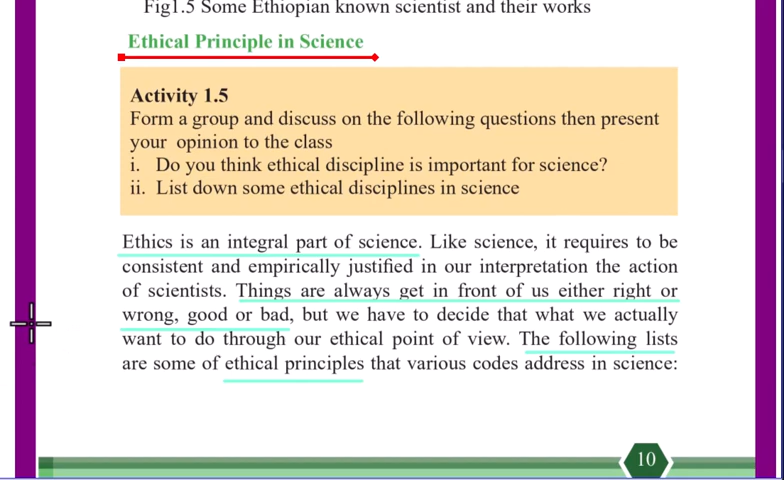 Fig1.5 Some Ethiopian known scientist and their works
Ethical Principle in Science
Activity 1.5
Form a group and discuss on the following questions then present
your opinion to the class
i. Do you think ethical discipline is important for science?
ii. List down some ethical disciplines in science
Ethics is an integral part of science. Like science, it requires to be
consistent and empirically justified in our interpretation the action
of scientists. Things are always get in front of us either right or
wrong, good or bad, but we have to decide that what we actually
want to do through our ethical point of view. The following lists
are some of ethical principles that various codes address in science:
10